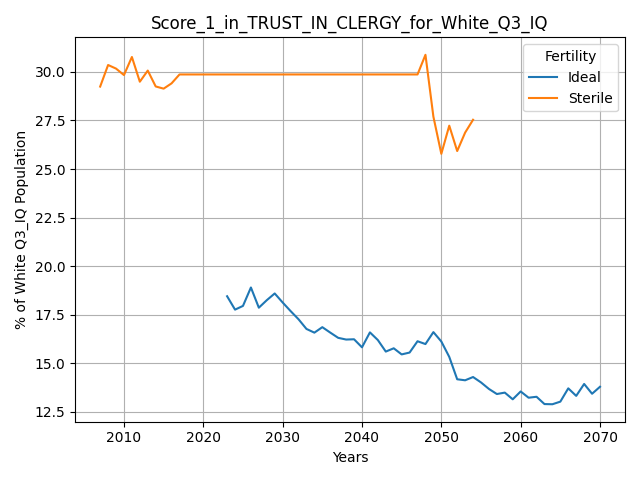 Score_1_in_TRUST_IN_CLERGY_for_White_Q3_IQ
Fertility
Ideal
Sterile
% of White Q3_IQ Population
30.0
27.5
25.0
22.5
20.0
17.5
15.0
12.5
2010
2020
2030
2040
2050
2060
2070
Years